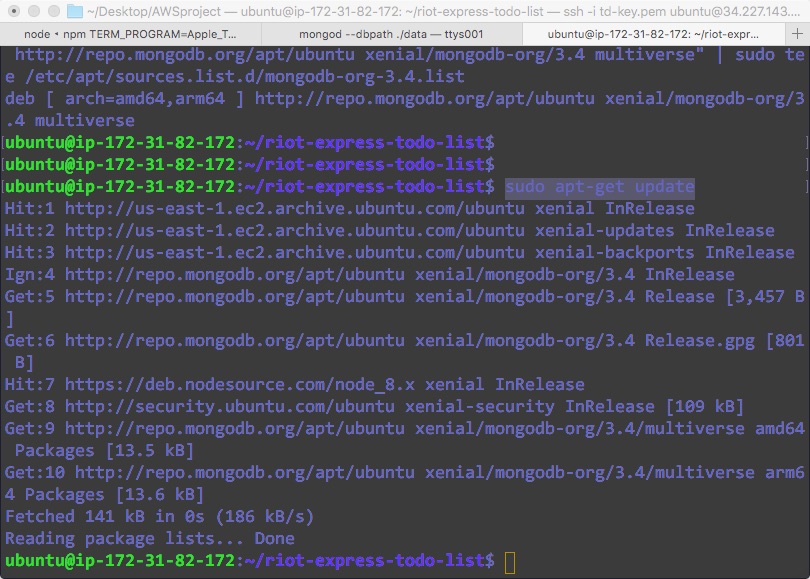 ~/Desktop/AWSproject — ubuntu@ip-172-31-82-172: ~/riot-express-todo-list — ssh -i td-key.pem ubuntu@34.227.143....
node • npm TERM_PROGRAM=Apple_T...
mongod --dbpath ./data — ttys001
ubuntu@ip-172-31-82-172: ~/riot-expr...
+
http://repo.mongodb.org/apt/ubuntu xenial/mongodb-org/3.4 multiverse" | sudo te
e /etc/apt/sources.list.d/mongodb-org-3.4.list
deb [ arch=amd64,arm64 ] http://repo.mongodb.org/apt/ubuntu xenial/mongodb-org/3
.4 multiverse
[ubuntu@ip-172-31-82-172:~/riot-express-todo-list$ ]
[ubuntu@ip-172-31-82-172:~/riot-express-todo-list$ ]
[ubuntu@ip-172-31-82-172:~/riot-express-todo-list$ sudo apt-get update ]
Hit:1 http://us-east-1.ec2.archive.ubuntu.com/ubuntu xenial InRelease
Hit:2 http://us-east-1.ec2.archive.ubuntu.com/ubuntu xenial-updates InRelease
Hit:3 http://us-east-1.ec2.archive.ubuntu.com/ubuntu xenial-backports InRelease
Ign:4 http://repo.mongodb.org/apt/ubuntu xenial/mongodb-org/3.4 InRelease
Get:5 http://repo.mongodb.org/apt/ubuntu xenial/mongodb-org/3.4 Release [3,457 B
]
Get:6 http://repo.mongodb.org/apt/ubuntu xenial/mongodb-org/3.4 Release.gpg [801
B]
Hit:7 https://deb.nodesource.com/node_8.x xenial InRelease
Get:8 http://security.ubuntu.com/ubuntu xenial-security InRelease [109 kB]
Get:9 http://repo.mongodb.org/apt/ubuntu xenial/mongodb-org/3.4/multiverse amd64
Packages [13.5 kB]
Get:10 http://repo.mongodb.org/apt/ubuntu xenial/mongodb-org/3.4/multiverse arm6
4 Packages [13.6 kB]
Fetched 141 kB in 0s (186 kB/s)
Reading package lists... Done
ubuntu@ip-172-31-82-172:~/riot-express-todo-list$